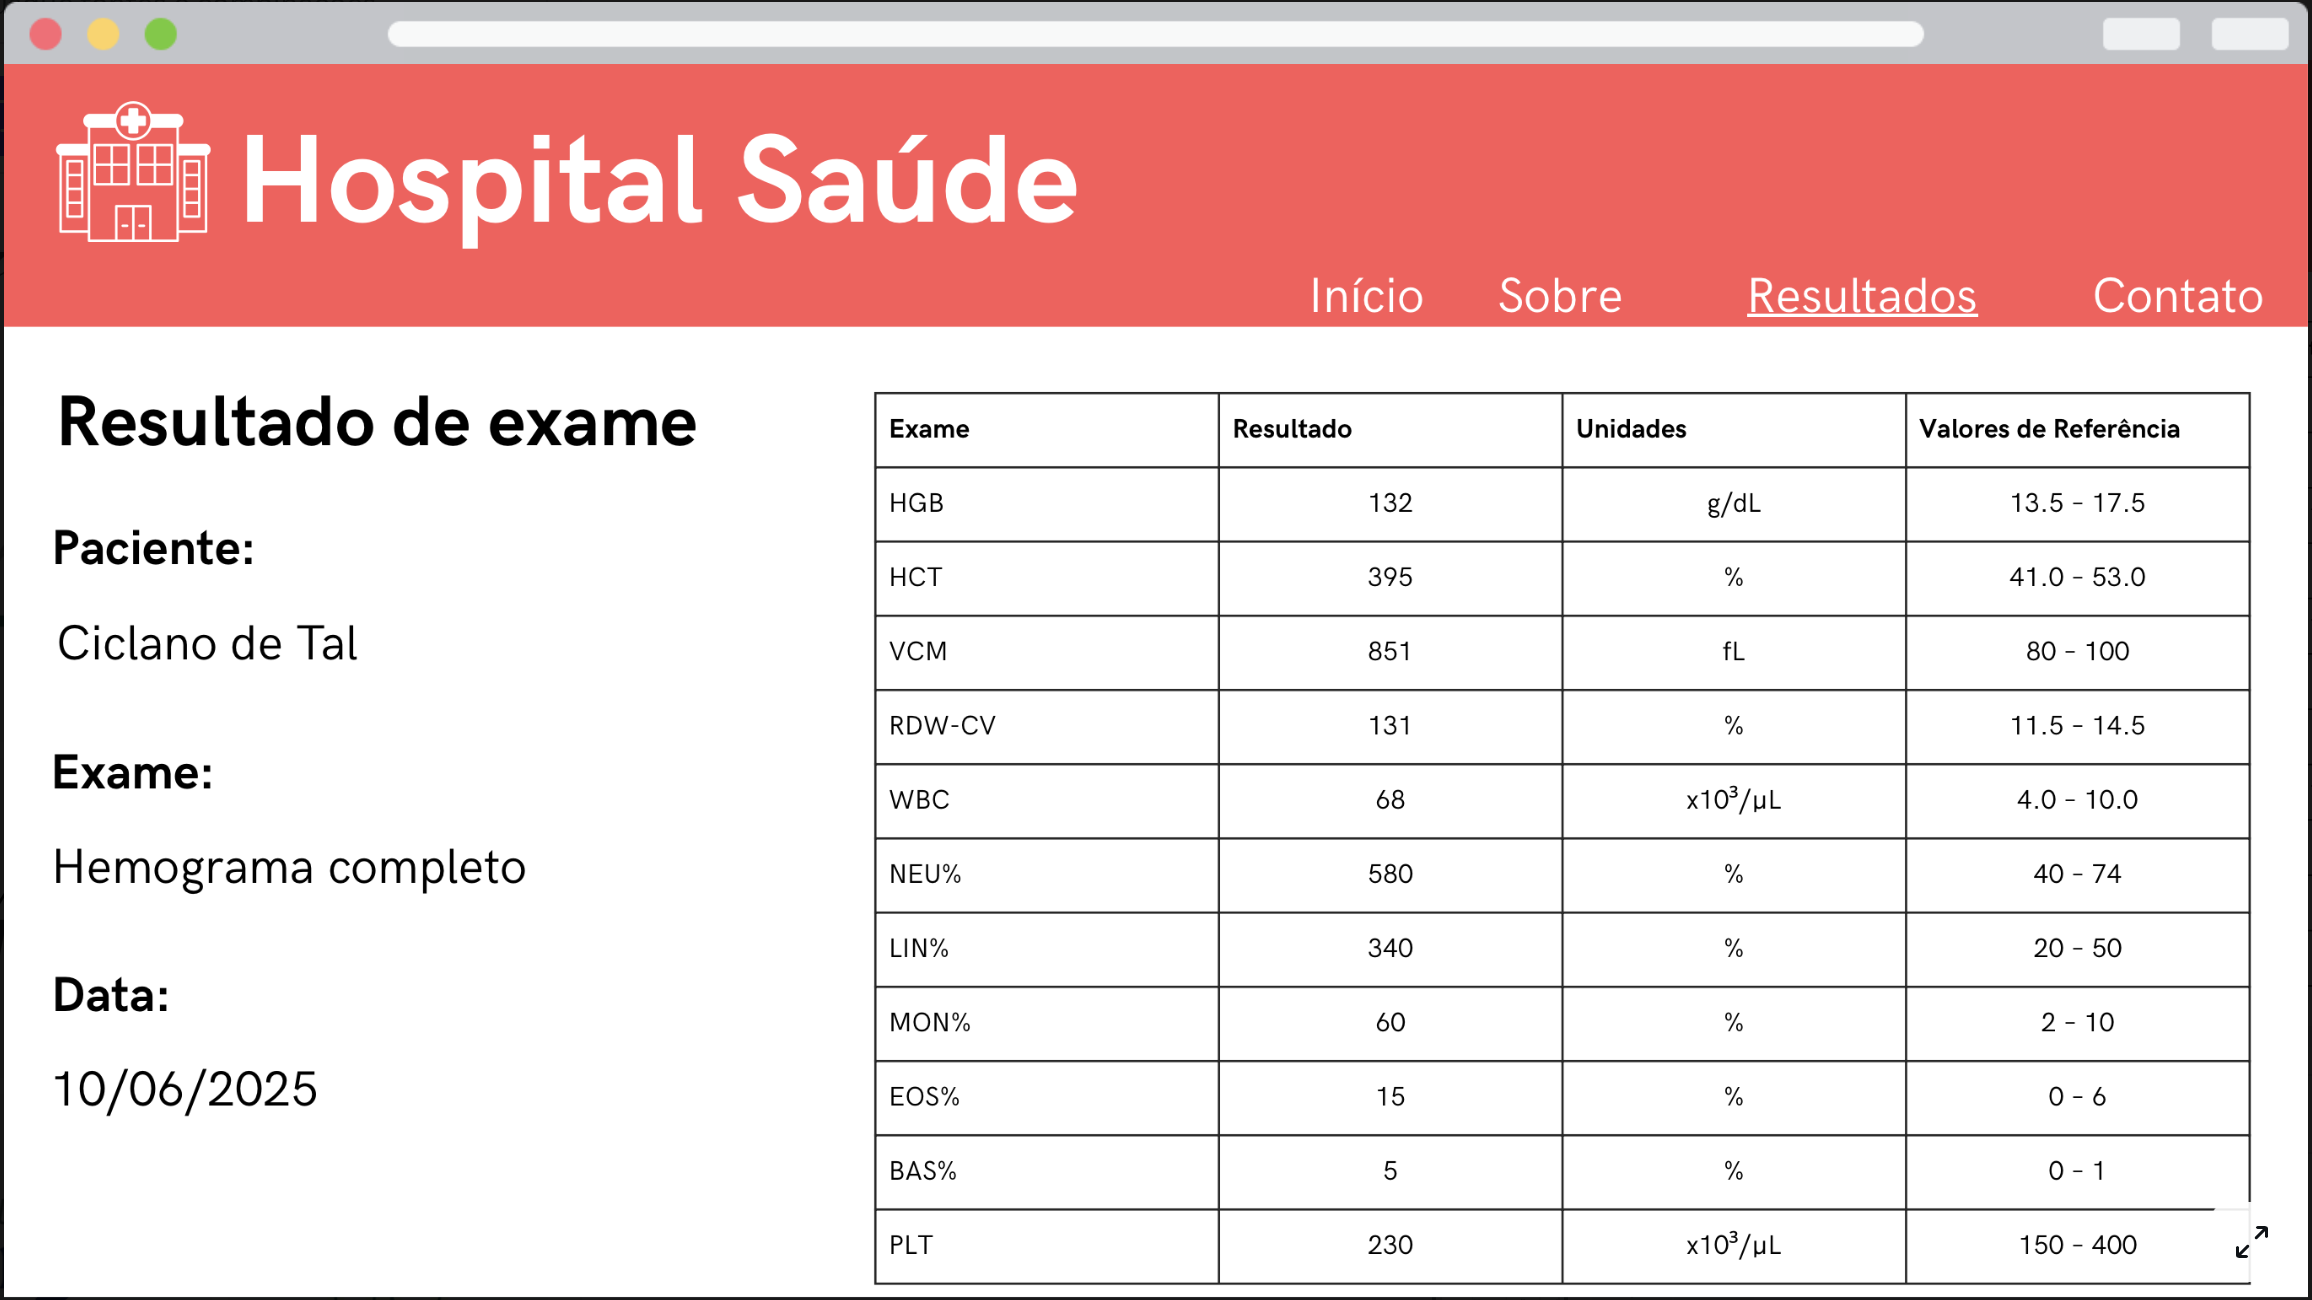 Hospital Saúde
Início Sobre Resultados Contato
Resultado de exame
Paciente:
Ciclano de Tal
Exame:
Hemograma completo
Data:
10/06/2025
Exame Resultado Unidades Valores de Referência
HGB 132 g/dL 13.5 - 17.5
HCT 395 % 41.0 - 53.0
VCM 851 fL 80 - 100
RDW-CV 131 % 11.5 - 14.5
WBC 68 x10³/µL 4.0 - 10.0
NEU% 580 % 40 - 74
LIN% 340 % 20 - 50
MON% 60 % 2 - 10
EOS% 15 % 0 - 6
BAS% 5 % 0 - 1
PLT 230 x10³/µL 150 - 400